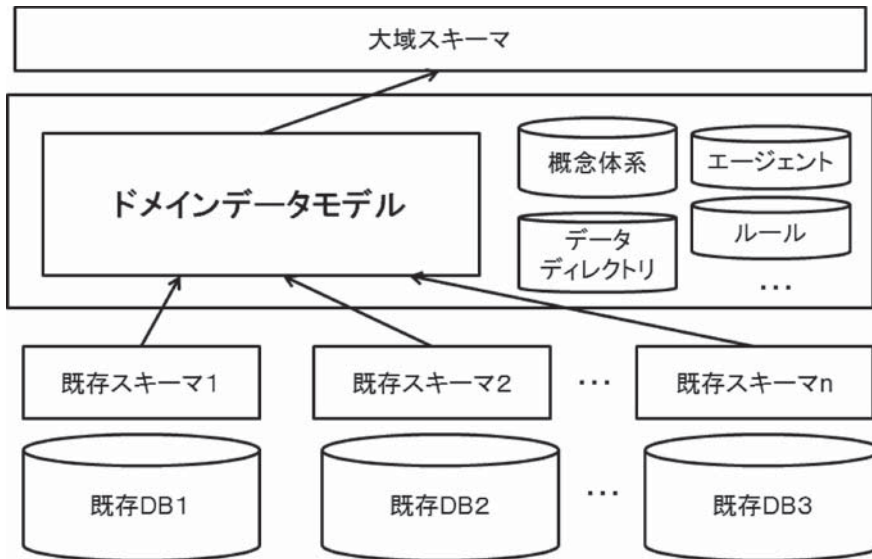 大域スキーマ
ドメインデータモデル
概念体系
エージェント
データ
ディレクトリ
ルール
…
既存スキーマ1
既存スキーマ2
…
既存スキーマn
既存DB1
既存DB2
…
既存DB3